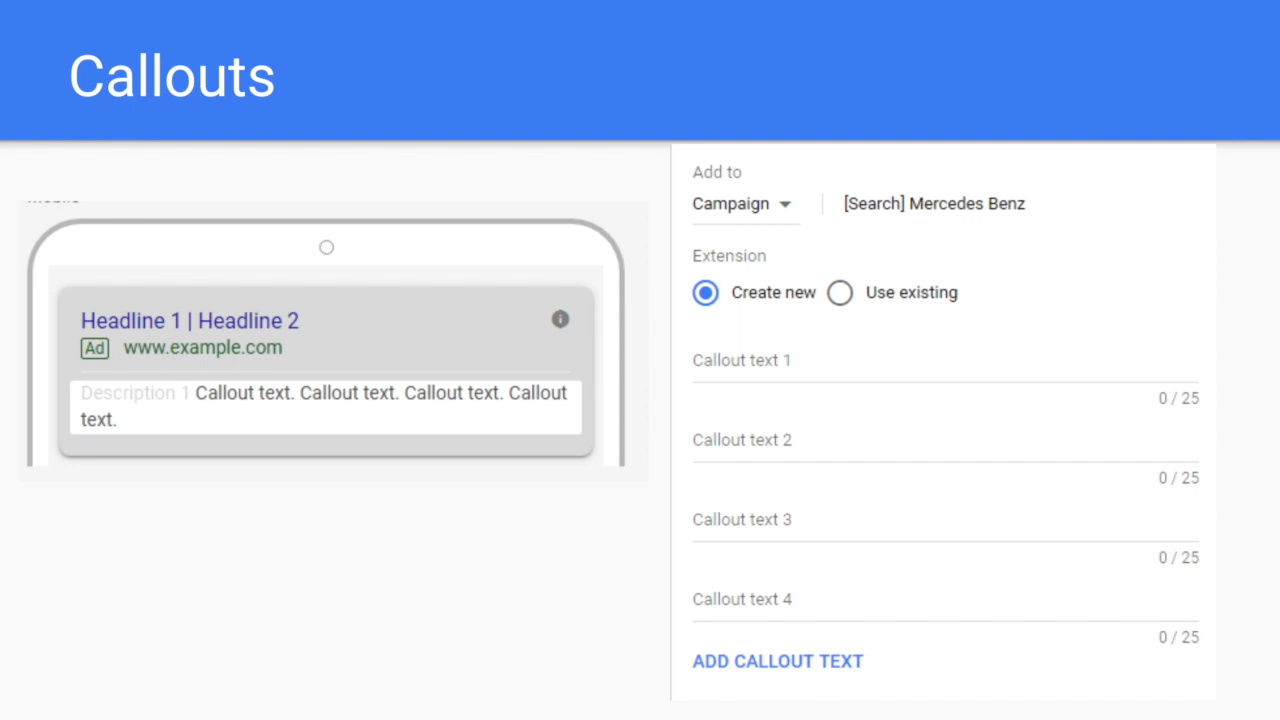 Callouts
Headline 1 | Headline 2
Ad www.example.com
Description 1 Callout text. Callout text. Callout text. Callout
text.
Add to
Campaign [Search] Mercedes Benz
Extension
Create new Use existing
Callout text 1
0 / 25
Callout text 2
0 / 25
Callout text 3
0 / 25
Callout text 4
0 / 25
ADD CALLOUT TEXT